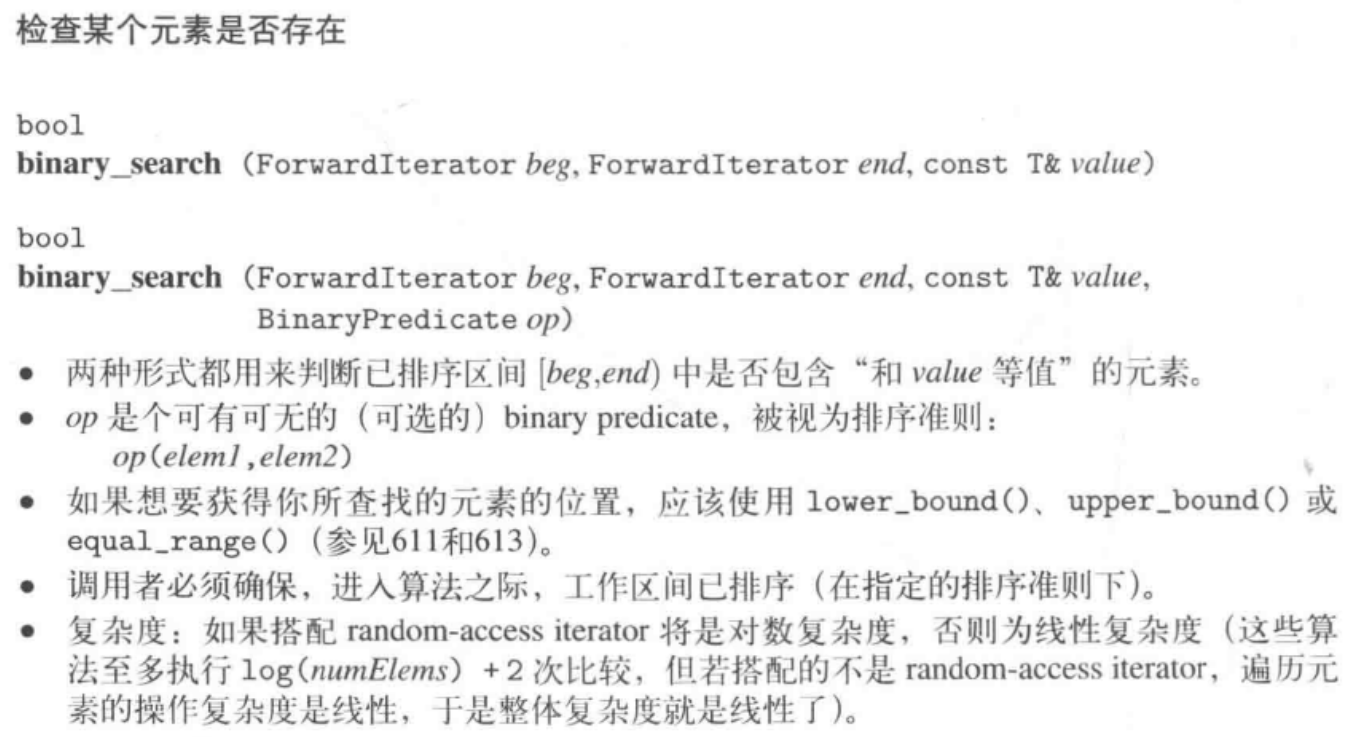 检查某个元素是否存在
bool
binary_search (ForwardIterator beg, ForwardIterator end, const T& value)
bool
binary_search (ForwardIterator beg, ForwardIterator end, const T& value,
BinaryPredicate op)
• 两种形式都用来判断已排序区间 [beg,end) 中是否包含“和 value 等值”的元素。
• op 是个可有可无的（可选的）binary predicate，被视为排序准则：
op(elem1,elem2)
• 如果想要获得你所查找的元素的位置，应该使用 lower_bound()、upper_bound() 或
equal_range()（参见611和613）。
• 调用者必须确保，进入算法之际，工作区间已排序（在指定的排序准则下）。
• 复杂度：如果搭配 random-access iterator 将是对数复杂度，否则为线性复杂度（这些算
法至多执行 log(numElems) + 2 次比较，但若搭配的不是 random-access iterator，遍历元
素的操作复杂度是线性，于是整体复杂度就是线性了）。